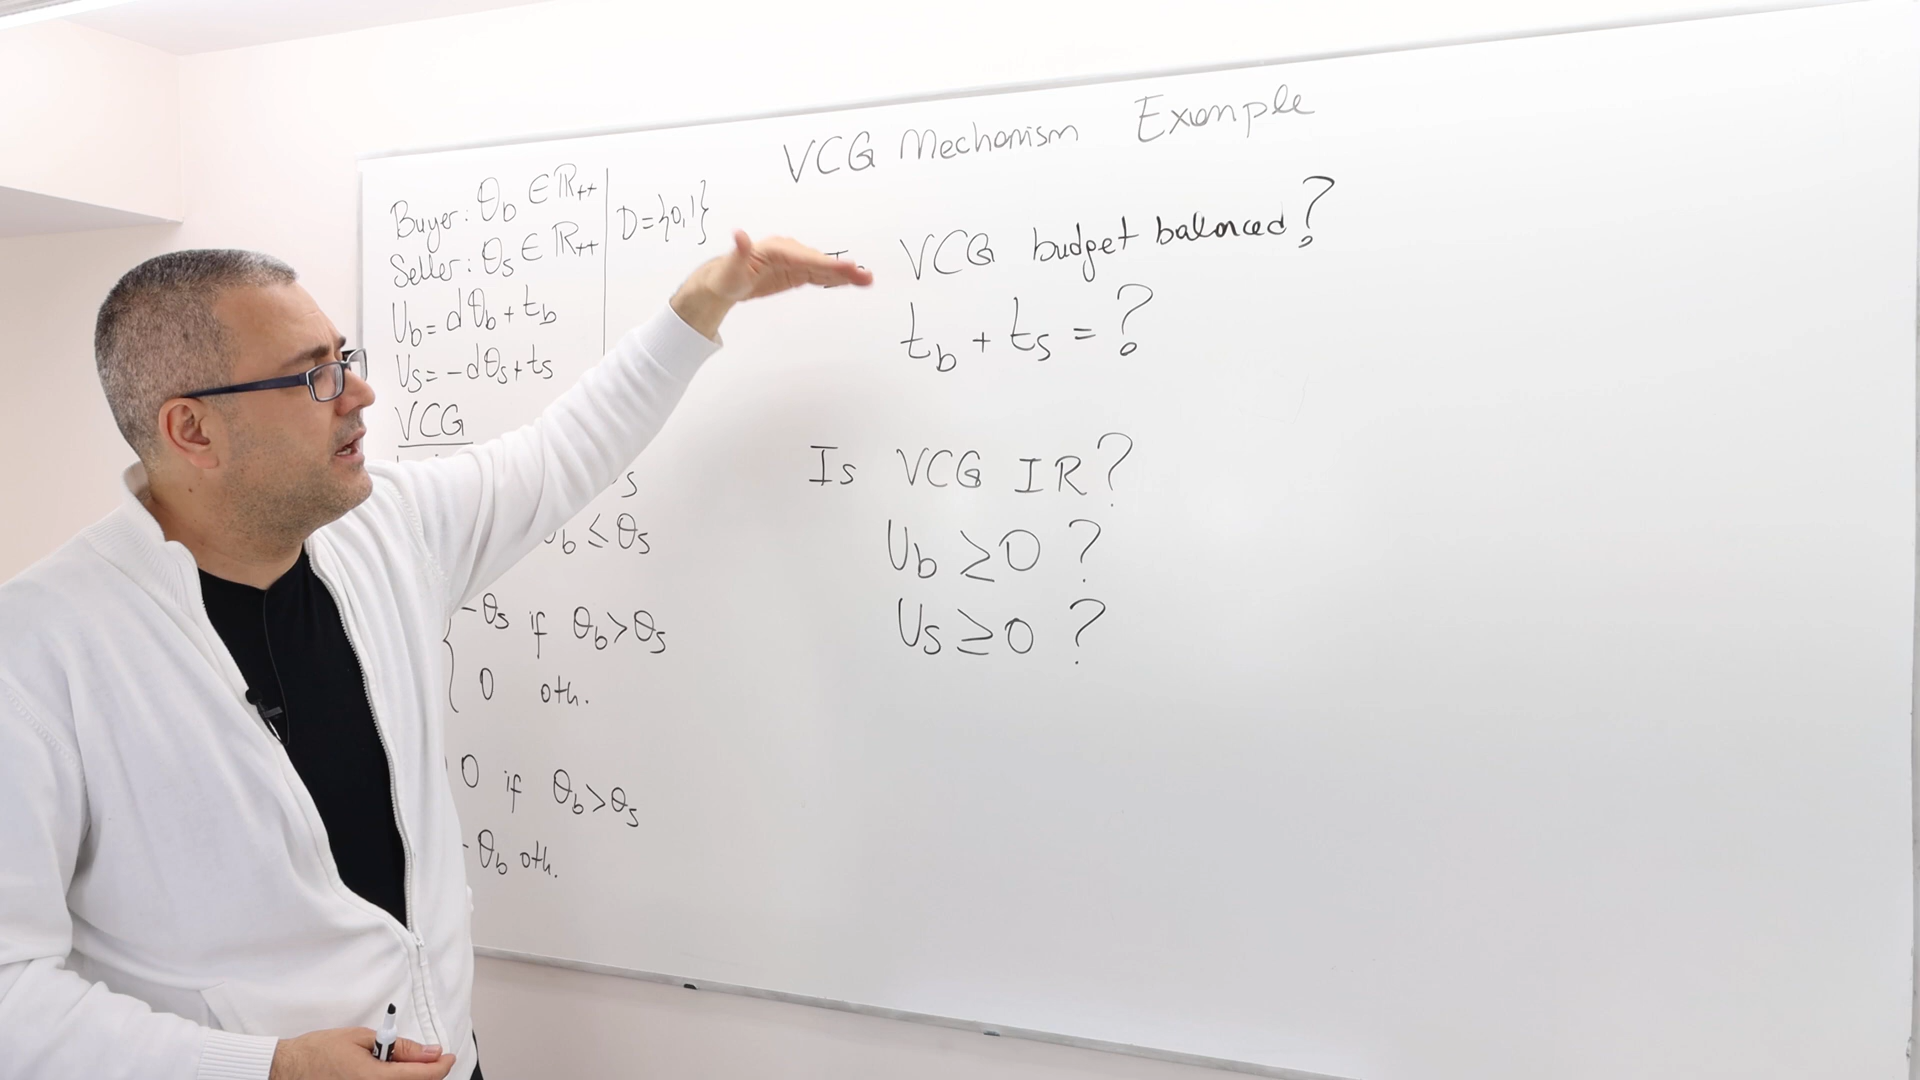 VCG Mechanism Example
Buyer: θb ∈ ℝ++
Seller: θs ∈ ℝ++
D={0,1}
Ub= dθb + tb
Us= -dθs + ts
VCG
s
θb ≤ θs
-θs if θb>θs
0 oth.
0 if θb>θs
-θb oth.
VCG budget balanced?
tb + ts = ?
Is VCG IR?
Ub ≥0 ?
Us ≥0 ?